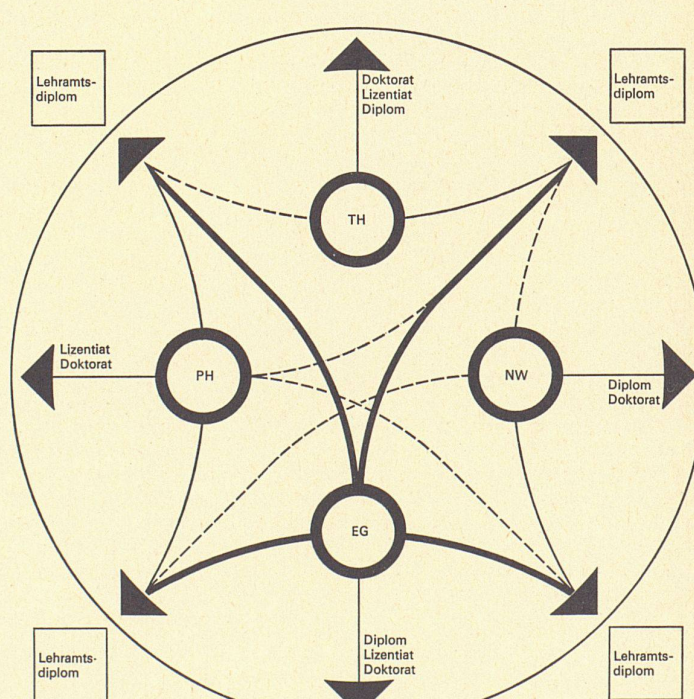 Lehramts-
diplom
Doktorat
Lizentiat
Diplom
Lehramts-
diplom
TH
Lizentiat
Doktorat
PH
NW
Diplom
Doktorat
EG
Lehramts-
diplom
Diplom
Lizentiat
Doktorat
Lehramts-
diplom